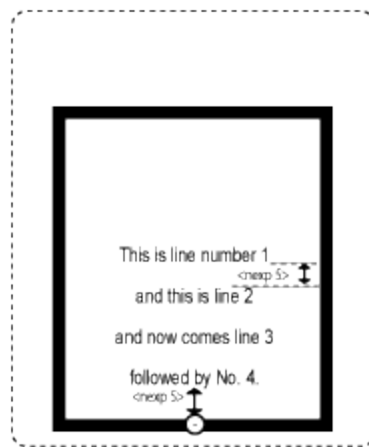 This is line number 1
<nexp 5>
and this is line 2
and now comes line 3
followed by No. 4.
<nexp 5>
-